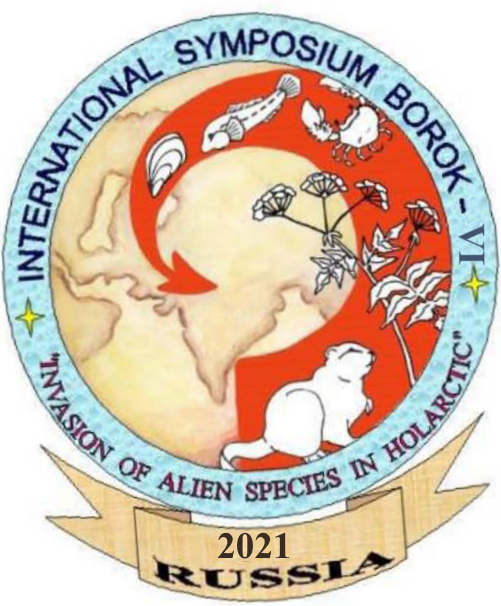 INTERNATIONAL SYMPOSIUM BOROK - VI
"INVASION OF ALIEN SPECIES IN HOLARCTIC"
2021
RUSSIA